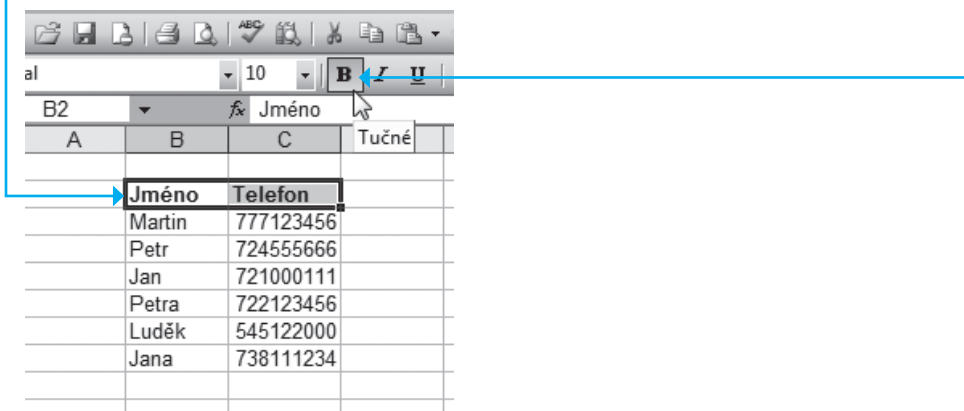 ABC
al 10 B I U
B2 fx Jméno
A B C Tučné
Jméno Telefon
Martin 777123456
Petr 724555666
Jan 721000111
Petra 722123456
Luděk 545122000
Jana 738111234